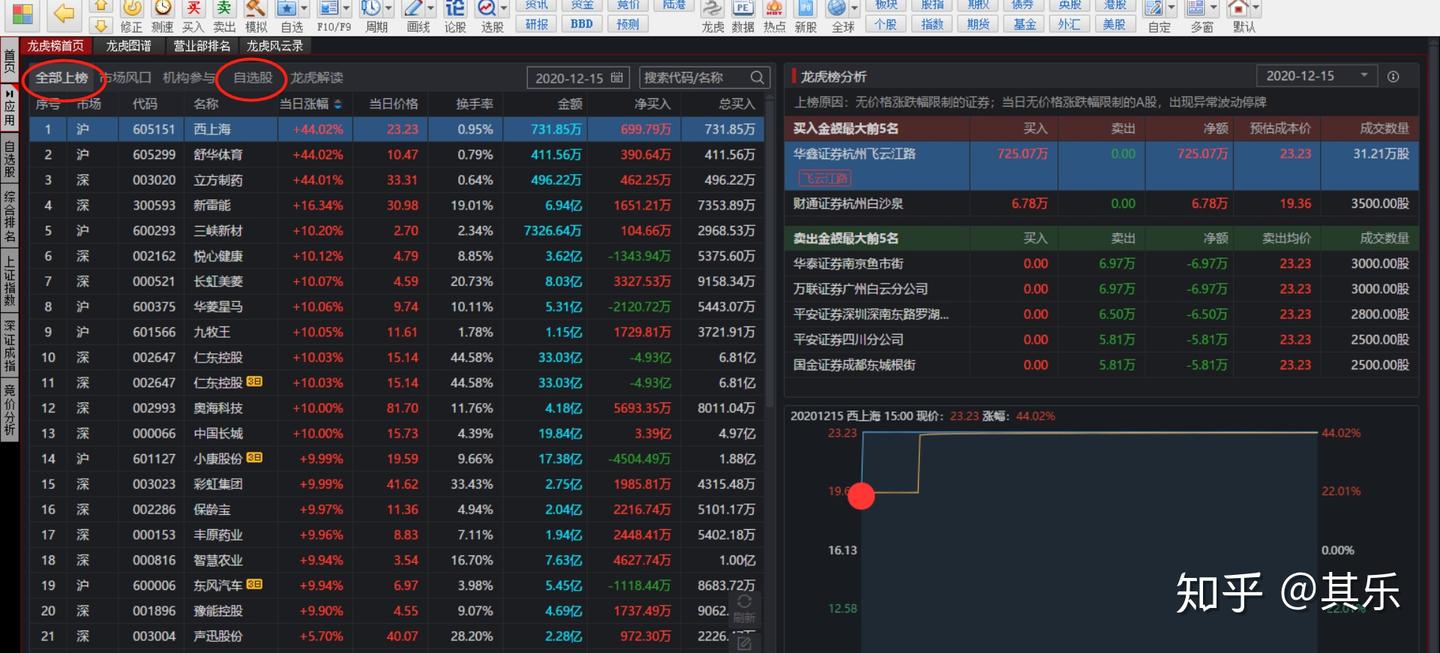 修正 测速 买入 卖出 模拟 自选 F10/F9 周期 画线 论股 选股 研报 BBD 预测 龙虎 数据 热点 新股 全球 个股 指数 期货 基金 外汇 美股 自定 多窗 默认
龙虎榜首页 龙虎图谱 营业部排名 龙虎风云录
首页
应用
自选股
综合排名
上证指数
深证成指
竞价分析
全部上榜 市场风口 机构参与 自选股 龙虎解读 2020-12-15 搜索代码/名称
序号 市场 代码 名称 当日涨幅 当日价格 换手率 金额 净买入 总买入
1 沪 605151 西上海 +44.02% 23.23 0.95% 731.85万 699.79万 731.85万
2 沪 605299 舒华体育 +44.02% 10.47 0.79% 411.56万 390.64万 411.56万
3 深 003020 立方制药 +44.01% 33.31 0.64% 496.22万 462.25万 496.22万
4 深 300593 新雷能 +16.34% 30.98 19.01% 6.94亿 1651.21万 7353.89万
5 沪 600293 三峡新材 +10.20% 2.70 2.34% 7326.64万 104.66万 2968.53万
6 深 002162 悦心健康 +10.12% 4.79 8.85% 3.62亿 -1343.94万 5375.60万
7 深 000521 长虹美菱 +10.07% 4.59 20.73% 8.03亿 3327.53万 9158.34万
8 沪 600375 华菱星马 +10.06% 9.74 10.11% 5.31亿 -2120.72万 5443.07万
9 沪 601566 九牧王 +10.05% 11.61 1.78% 1.15亿 1729.81万 3721.91万
10 深 002647 仁东控股 +10.03% 15.14 44.58% 33.03亿 -4.93亿 6.81亿
11 深 002647 仁东控股 3日 +10.03% 15.14 44.58% 33.03亿 -4.93亿 6.81亿
12 深 002993 奥海科技 +10.00% 81.70 11.76% 4.18亿 5693.35万 8011.04万
13 深 000066 中国长城 +10.00% 15.73 4.39% 19.84亿 3.39亿 4.97亿
14 沪 601127 小康股份 3日 +9.99% 19.59 9.66% 17.38亿 -4504.49万 1.88亿
15 深 003023 彩虹集团 +9.99% 41.62 33.43% 2.75亿 1985.81万 4315.48万
16 深 002286 保龄宝 +9.97% 11.36 4.94% 2.04亿 2216.74万 5101.17万
17 深 000153 丰原药业 +9.96% 8.83 7.11% 1.94亿 2448.41万 5402.18万
18 深 000816 智慧农业 +9.94% 3.54 16.70% 7.63亿 4627.74万 1.00亿
19 沪 600006 东风汽车 3日 +9.94% 6.97 3.98% 5.45亿 -1118.44万 8683.72万
20 深 001896 豫能控股 +9.90% 4.55 9.07% 4.69亿 1737.49万 9062.
21 深 003004 声迅股份 +5.70% 40.07 28.20% 2.28亿 972.30万 2226.
刷新
龙虎榜分析 2020-12-15
上榜原因：无价格涨跌幅限制的证券；当日无价格涨跌幅限制的A股，出现异常波动停牌
买入金额最大前5名 买入 卖出 净额 预估成本价 成交数量
华鑫证券杭州飞云江路 725.07万 0.00 725.07万 23.23 31.21万股
飞云江路
财通证券杭州白沙泉 6.78万 0.00 6.78万 19.36 3500.00股
卖出金额最大前5名 买入 卖出 净额 卖出均价 成交数量
华泰证券南京鱼市街 0.00 6.97万 -6.97万 23.23 3000.00股
万联证券广州白云分公司 0.00 6.97万 -6.97万 23.23 3000.00股
平安证券深圳深南东路罗湖... 0.00 6.50万 -6.50万 23.23 2800.00股
平安证券四川分公司 0.00 5.81万 -5.81万 23.23 2500.00股
国金证券成都东城根街 0.00 5.81万 -5.81万 23.23 2500.00股
20201215 西上海 15:00 现价：23.23 涨幅：44.02%
23.23 44.02%
19.6 22.01%
16.13 0.00%
12.58
知乎 @其乐